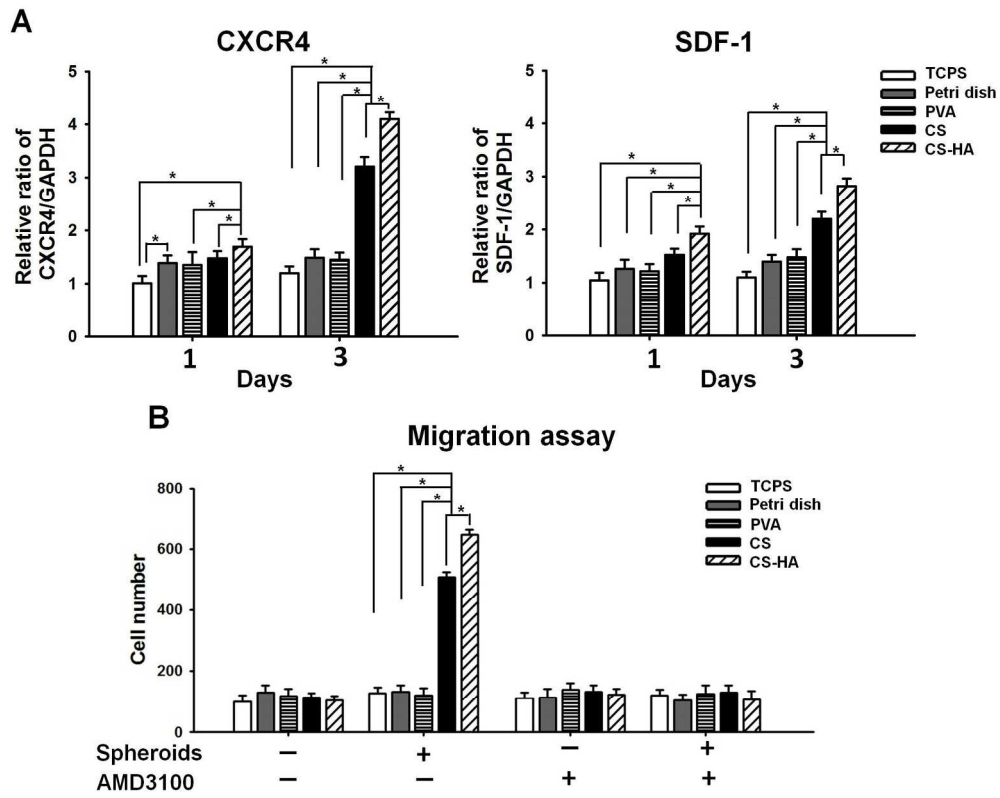 A
CXCR4
Relative ratio of
CXCR4/GAPDH
5
4
3
2
1
0
* * * * * * * *
1 3
Days
SDF-1
Relative ratio of
SDF-1/GAPDH
5
4
3
2
1
0
* * * * * * * *
1 3
Days
TCPS
Petri dish
PVA
CS
CS-HA
B
Migration assay
Cell number
800
600
400
200
0
* * * *
TCPS
Petri dish
PVA
CS
CS-HA
Spheroids − + − +
AMD3100 − − + +